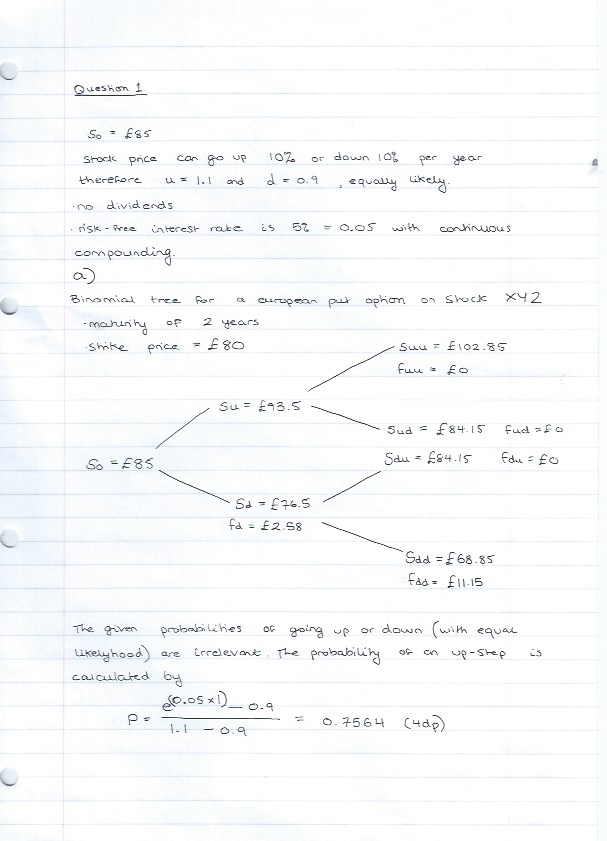 Question 1
S₀ = £85
Stock price can go up 10% or down 10% per year
therefore u = 1.1 and d = 0.9, equally likely.
· no dividends
· risk-free interest rate is 5% = 0.05 with continuous
compounding.
a)
Binomial tree for a european put option on stock XYZ
· maturity of 2 years
· strike price = £80
Suu = £102.85
fuu = £0
Su = £93.5
Sud = £84.15 fud = £0
S₀ = £85
Sdu = £84.15 fdu = £0
Sd = £76.5
fd = £2.58
Sdd = £68.85
fdd = £11.15
The given probabilities of going up or down (with equal
likelyhood) are irrelevant. The probability of an up-step is
calculated by
P = (e^(0.05×1) - 0.9) / (1.1 - 0.9) = 0.7564 (4dp)